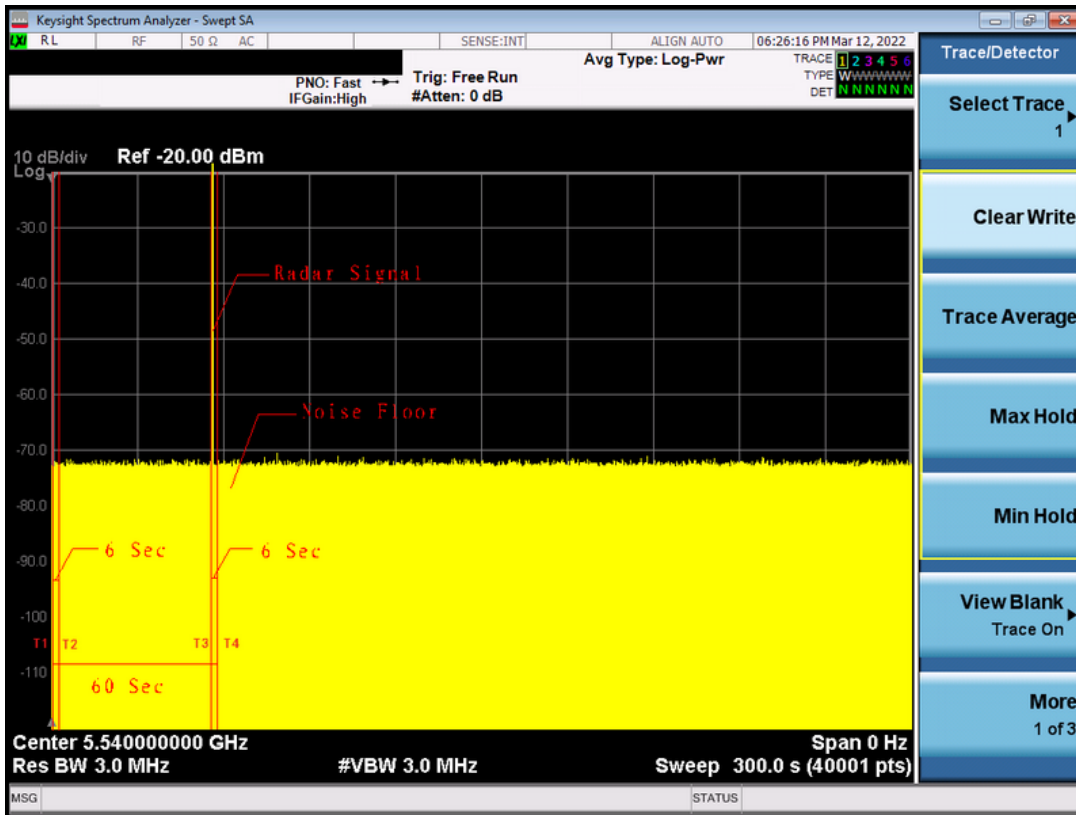 Keysight Spectrum Analyzer - Swept SA
LXI RL RF 50 Ω AC SENSE:INT ALIGN AUTO 06:26:16 PM Mar 12, 2022
Avg Type: Log-Pwr
TRACE 1 2 3 4 5 6
PNO: Fast
Trig: Free Run
TYPE WWWWWW
IFGain:High
#Atten: 0 dB
DET N N N N N N
10 dB/div Ref -20.00 dBm
Log
-30.0
Radar Signal
-40.0
-50.0
-60.0
Noise Floor
-70.0
-80.0
6 Sec
6 Sec
-90.0
-100
T1 T2 T3 T4
-110
60 Sec
Center 5.540000000 GHz Span 0 Hz
Res BW 3.0 MHz #VBW 3.0 MHz Sweep 300.0 s (40001 pts)
MSG STATUS
Trace/Detector
Select Trace
1
Clear Write
Trace Average
Max Hold
Min Hold
View Blank
Trace On
More
1 of 3